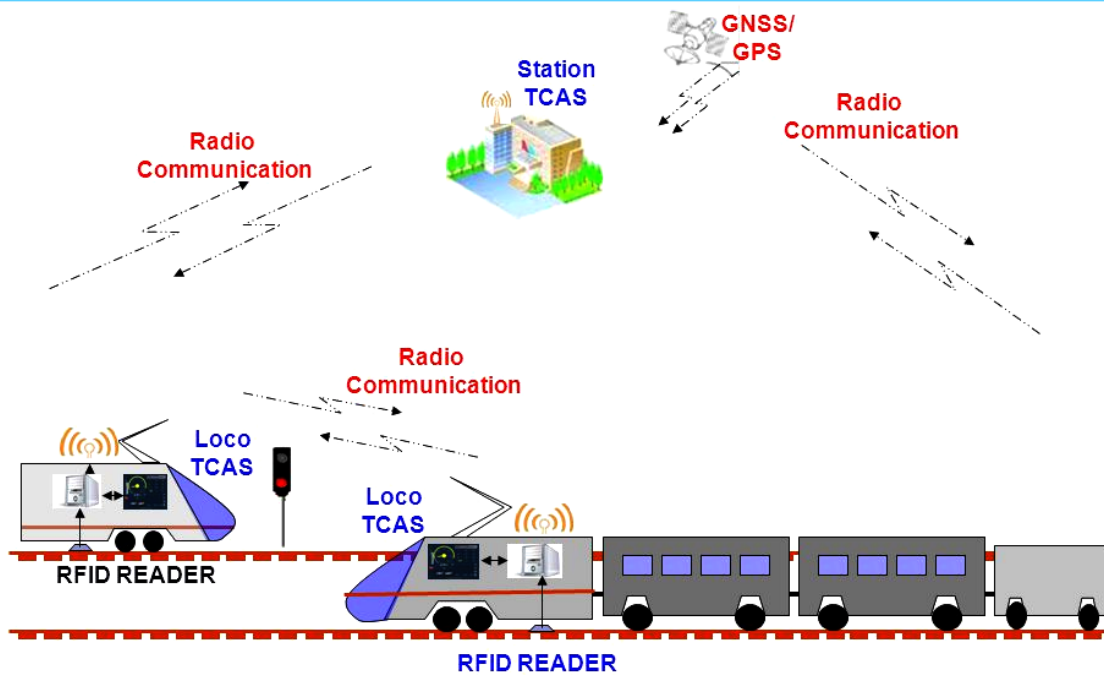 GNSS/
GPS
Station
TCAS
Radio
Communication
Radio
Communication
Radio
Communication
Loco
TCAS
Loco
TCAS
RFID READER
RFID READER